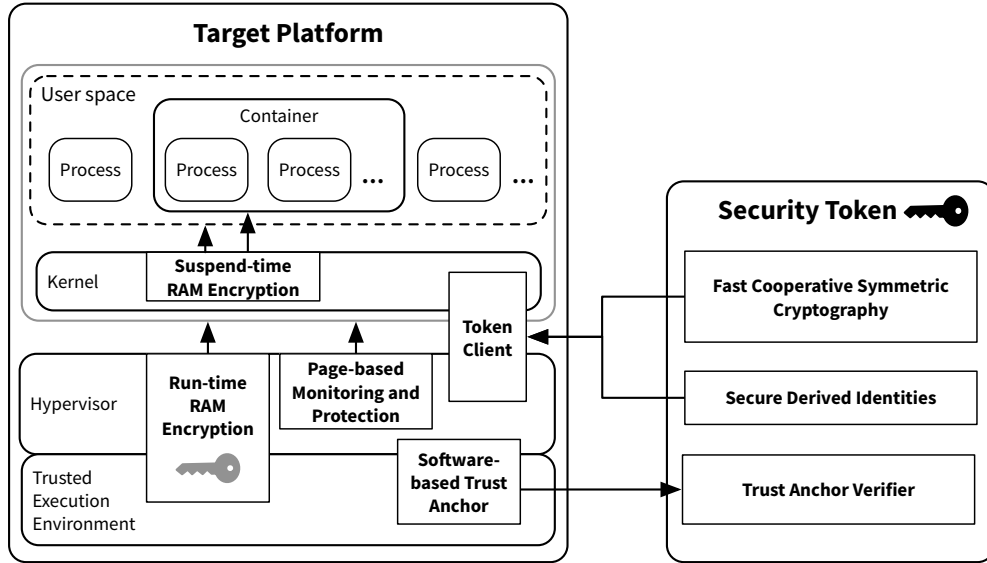 Target Platform
User space
Container
Process
Process
Process
...
Process
...
Kernel
Suspend-time
RAM Encryption
Token
Client
Hypervisor
Run-time
RAM
Encryption
Page-based
Monitoring and
Protection
Trusted
Execution
Environment
Software-
based Trust
Anchor
Security Token
Fast Cooperative Symmetric
Cryptography
Secure Derived Identities
Trust Anchor Verifier